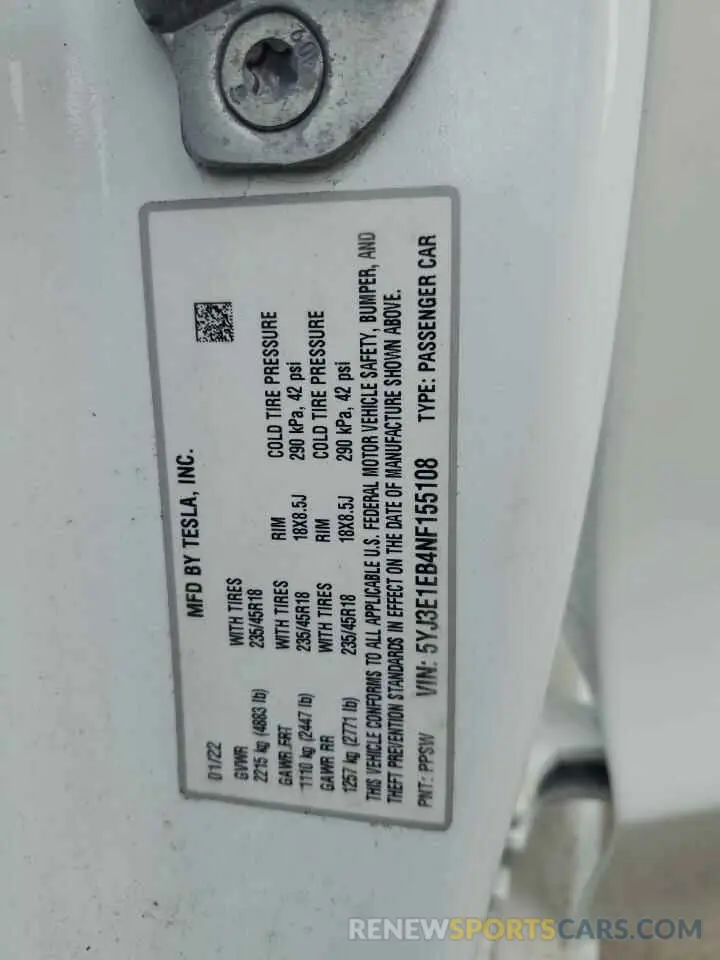 MFD BY TESLA, INC.
01/22
GVWR WITH TIRES
2215 kg (4883 lb) 235/45R18
GAWR FRT WITH TIRES RIM COLD TIRE PRESSURE
1110 kg (2447 lb) 235/45R18 18X8.5J 290 kPa, 42 psi
GAWR RR WITH TIRES RIM COLD TIRE PRESSURE
1257 kg (2771 lb) 235/45R18 18X8.5J 290 kPa, 42 psi
THIS VEHICLE CONFORMS TO ALL APPLICABLE U.S. FEDERAL MOTOR VEHICLE SAFETY, BUMPER, AND
THEFT PREVENTION STANDARDS IN EFFECT ON THE DATE OF MANUFACTURE SHOWN ABOVE.
PNT: PPSW VIN: 5YJ3E1EB4NF155108 TYPE: PASSENGER CAR
RENEWSPORTSCARS.COM